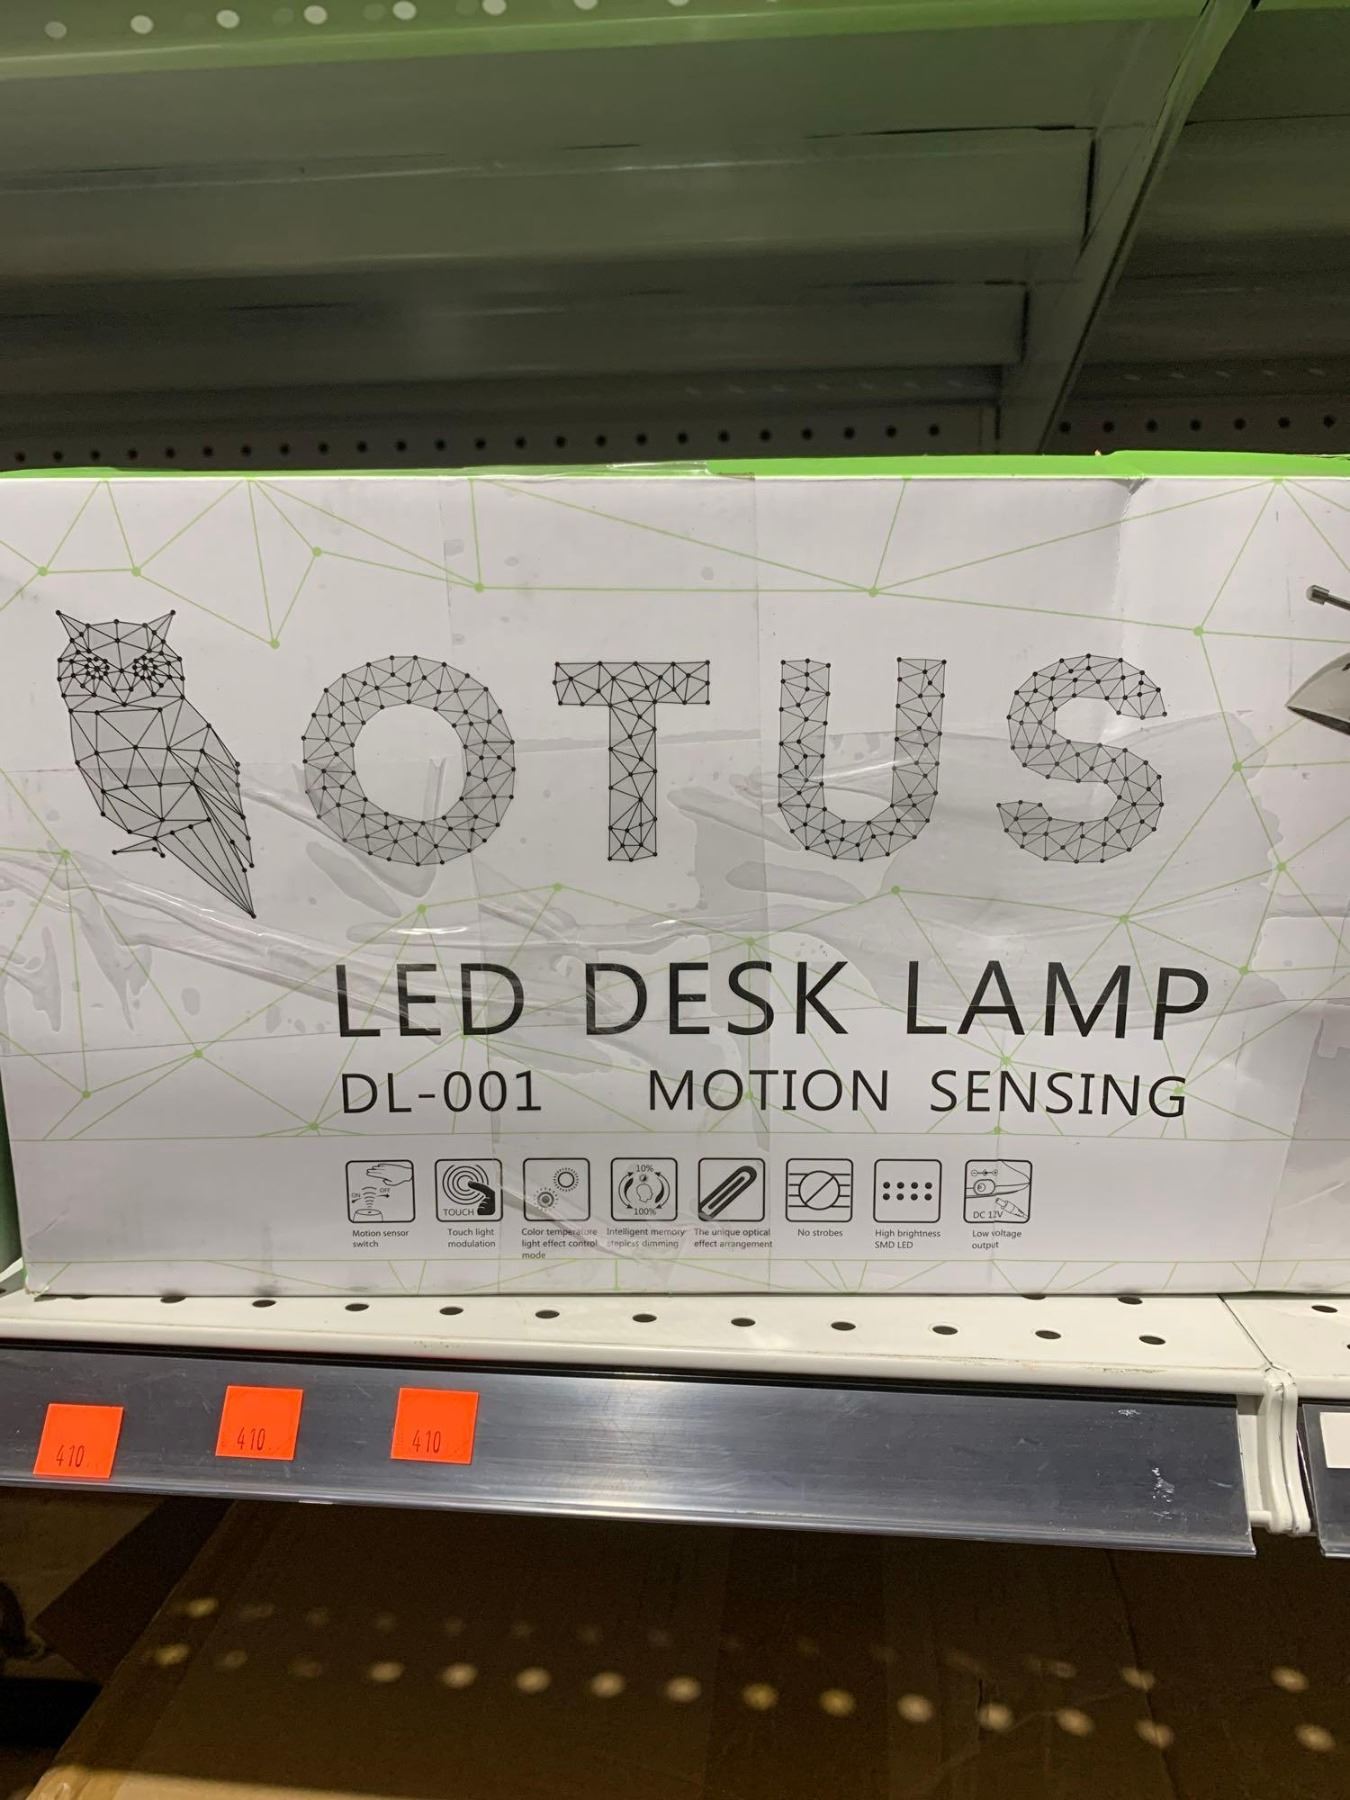 OTUS
LED DESK LAMP
DL-001 MOTION SENSING
ON OFF
TOUCH
10%
100%
DC 12V
Motion sensor
switch
Touch light
modulation
Color temperature
light effect control
mode
Intelligent memory
stepless dimming
The unique optical
effect arrangement
No strobes
High brightness
SMD LED
Low voltage
output
410
410
410